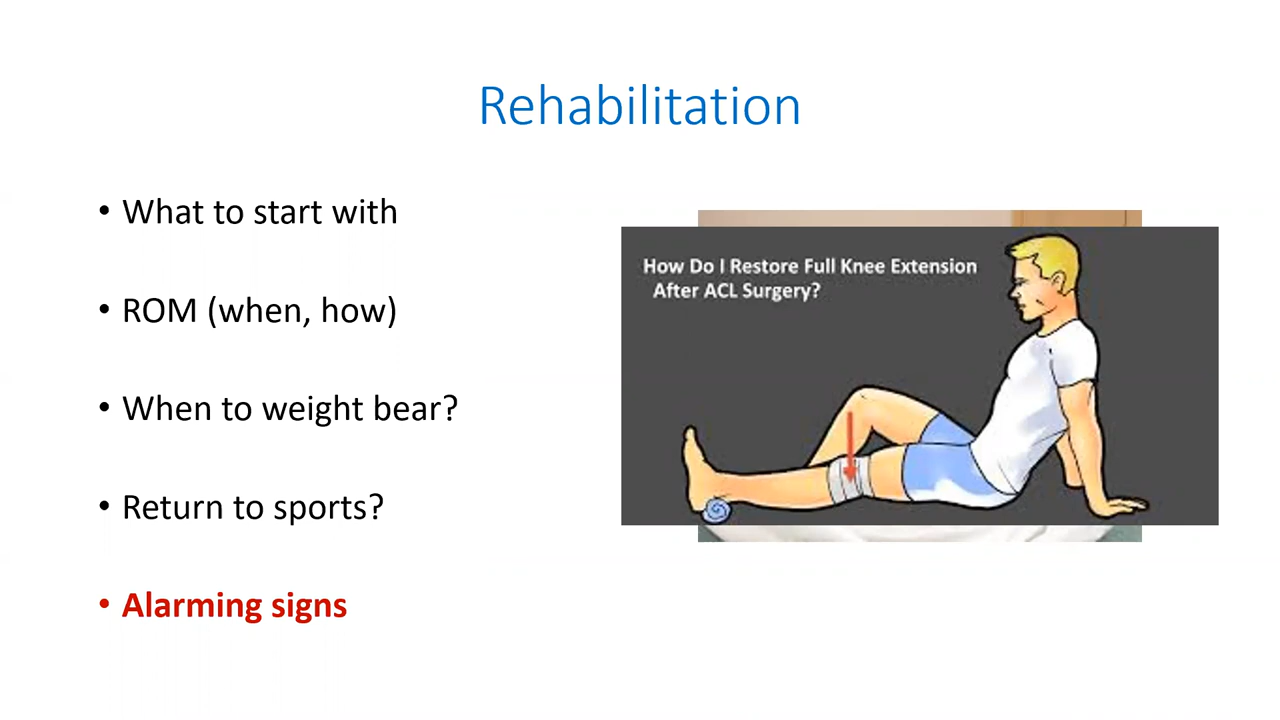 Rehabilitation
• What to start with
• ROM (when, how)
• When to weight bear?
• Return to sports?
• Alarming signs
How Do I Restore Full Knee Extension
After ACL Surgery?